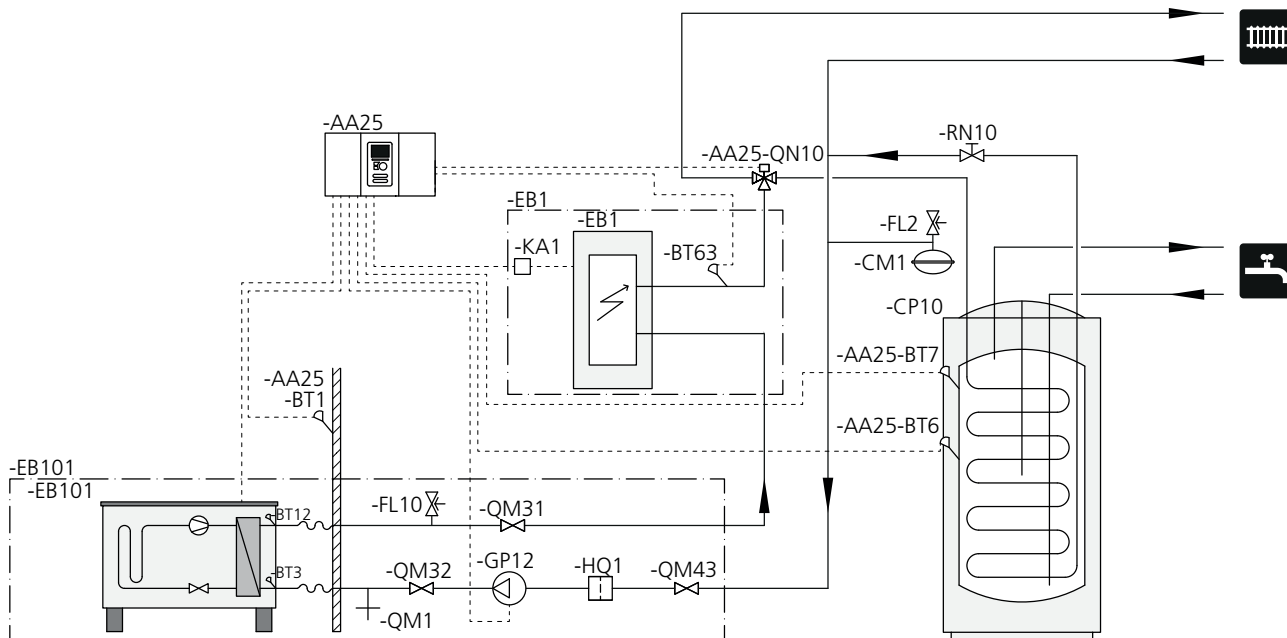 -AA25
-RN10
-AA25-QN10
-EB1
-EB1
-FL2
-KA1
-BT63
-CM1
-CP10
-AA25-BT7
-AA25
-BT1
-AA25-BT6
-EB101
-EB101
-FL10
-QM31
-BT12
-QM32
-GP12
-HQ1
-QM43
-BT3
-QM1